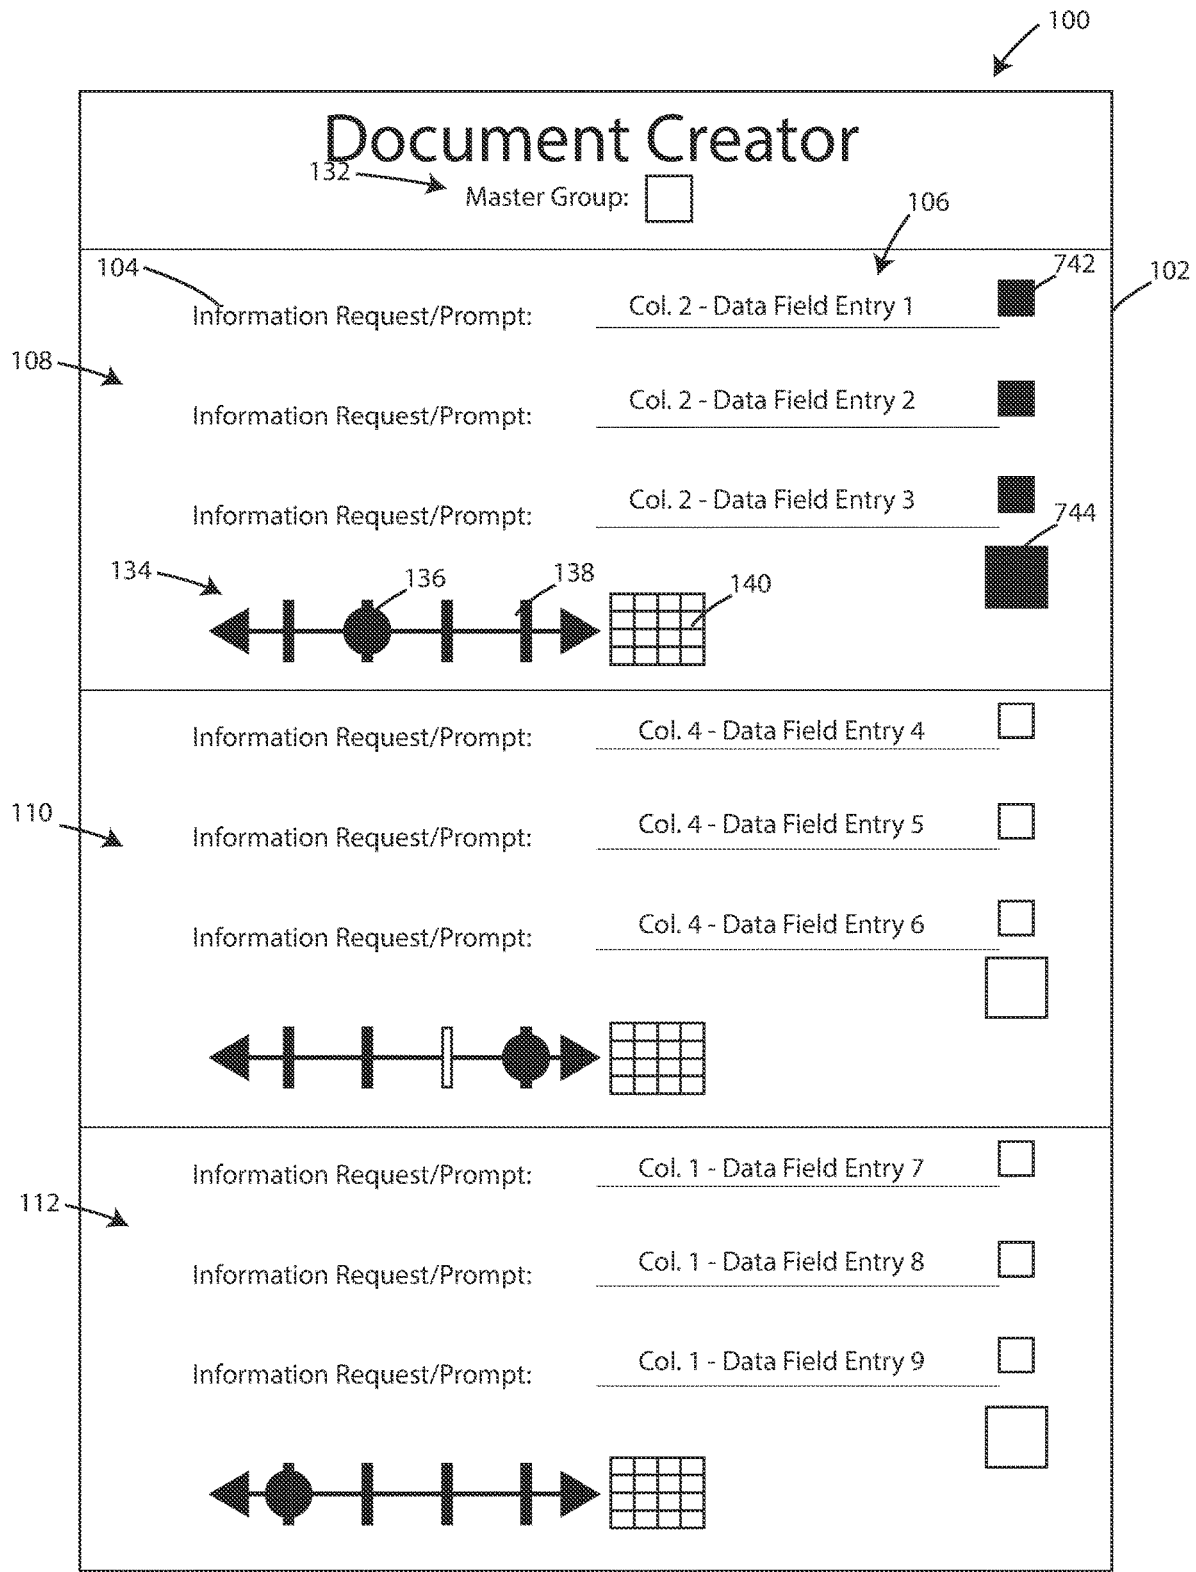 100
Document Creator
132
Master Group:
106
104
742
102
Information Request/Prompt: Col. 2 - Data Field Entry 1
108
Information Request/Prompt: Col. 2 - Data Field Entry 2
Information Request/Prompt: Col. 2 - Data Field Entry 3
744
134
136
138
140
Information Request/Prompt: Col. 4 - Data Field Entry 4
110
Information Request/Prompt: Col. 4 - Data Field Entry 5
Information Request/Prompt: Col. 4 - Data Field Entry 6
Information Request/Prompt: Col. 1 - Data Field Entry 7
112
Information Request/Prompt: Col. 1 - Data Field Entry 8
Information Request/Prompt: Col. 1 - Data Field Entry 9